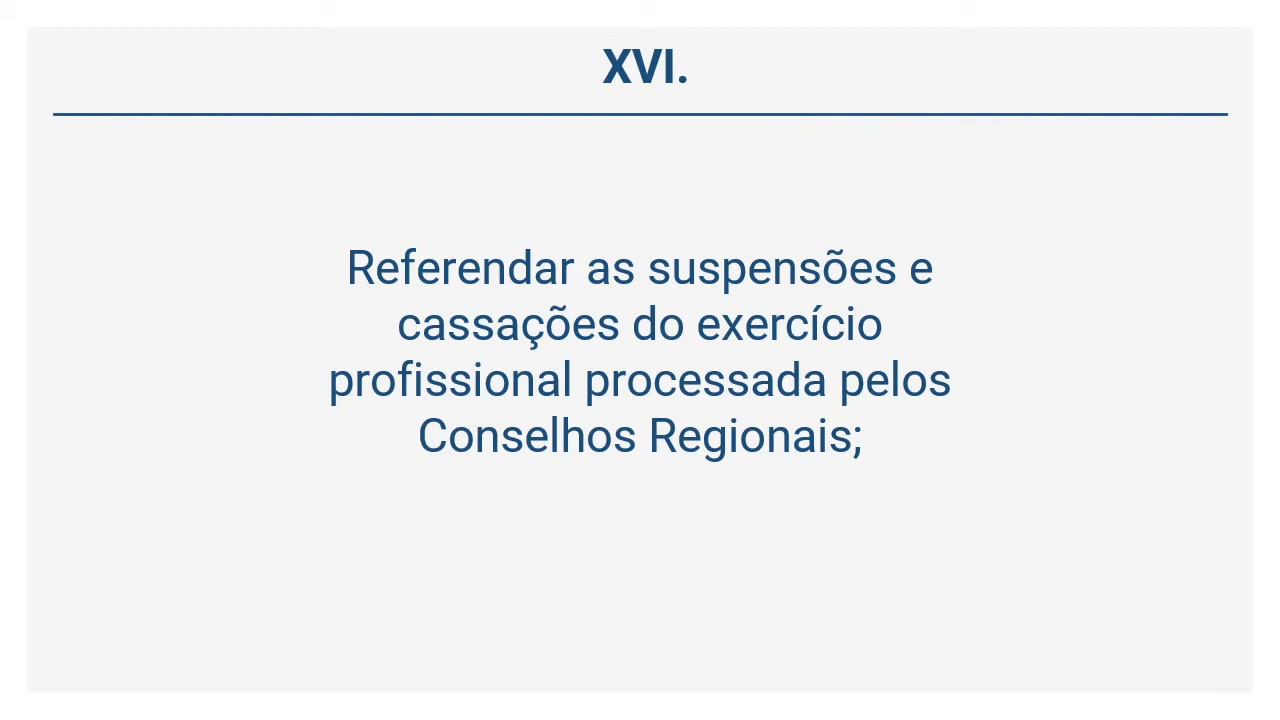 XVI.
Referendar as suspensões e
cassações do exercício
profissional processada pelos
Conselhos Regionais;